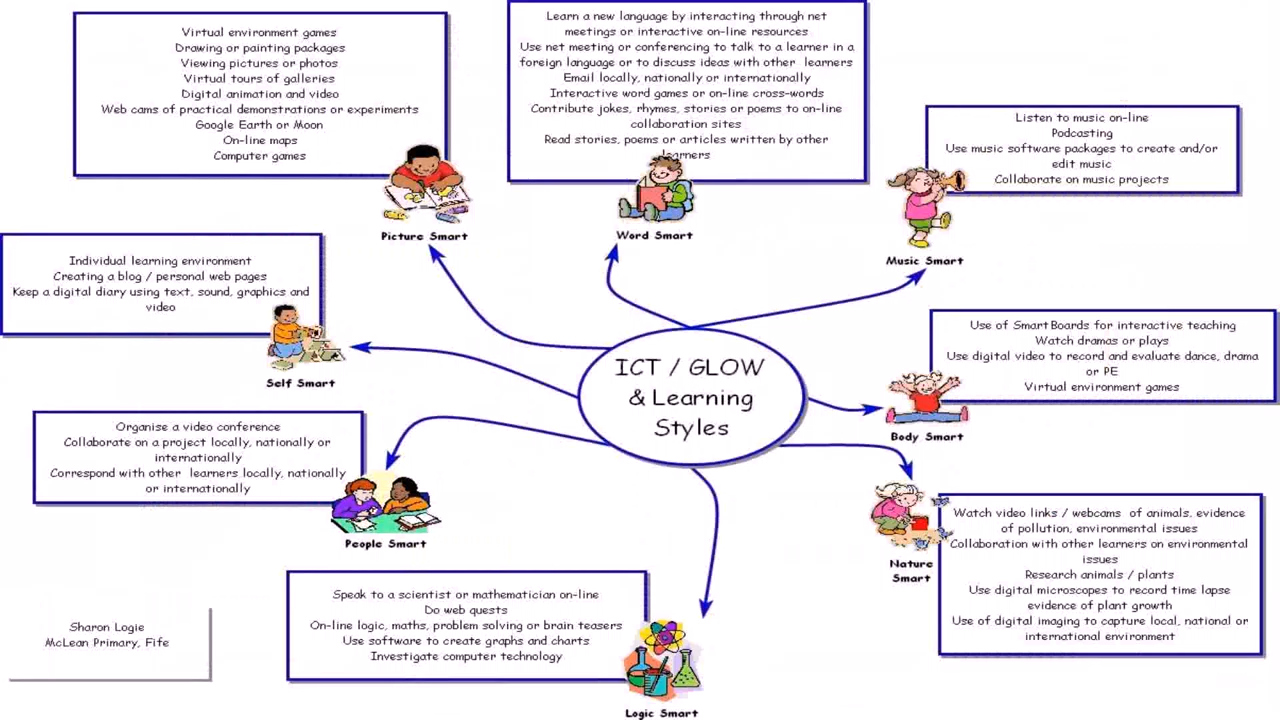 Virtual environment games
Drawing or painting packages
Viewing pictures or photos
Virtual tours of galleries
Digital animation and video
Web cams of practical demonstrations or experiments
Google Earth or Moon
On-line maps
Computer games
Picture Smart
Learn a new language by interacting through net
meetings or interactive on-line resources
Use net meeting or conferencing to talk to a learner in a
foreign language or to discuss ideas with other learners
Email locally, nationally or internationally
Interactive word games or on-line cross-words
Contribute jokes, rhymes, stories or poems to on-line
collaboration sites
Read stories, poems or articles written by other
learners
Word Smart
Listen to music on-line
Podcasting
Use music software packages to create and/or
edit music
Collaborate on music projects
Music Smart
Individual learning environment
Creating a blog / personal web pages
Keep a digital diary using text, sound, graphics and
video
Self Smart
ICT / GLOW
& Learning
Styles
Use of SmartBoards for interactive teaching
Watch dramas or plays
Use digital video to record and evaluate dance, drama
or PE
Virtual environment games
Body Smart
Organise a video conference
Collaborate on a project locally, nationally or
internationally
Correspond with other learners locally, nationally
or internationally
People Smart
Watch video links / webcams of animals, evidence
of pollution, environmental issues
Collaboration with other learners on environmental
issues
Research animals / plants
Use digital microscopes to record time lapse
evidence of plant growth
Use of digital imaging to capture local, national or
international environment
Nature
Smart
Speak to a scientist or mathematician on-line
Do web quests
On-line logic, maths, problem solving or brain teasers
Use software to create graphs and charts
Investigate computer technology
Logic Smart
Sharon Logie
McLean Primary, Fife